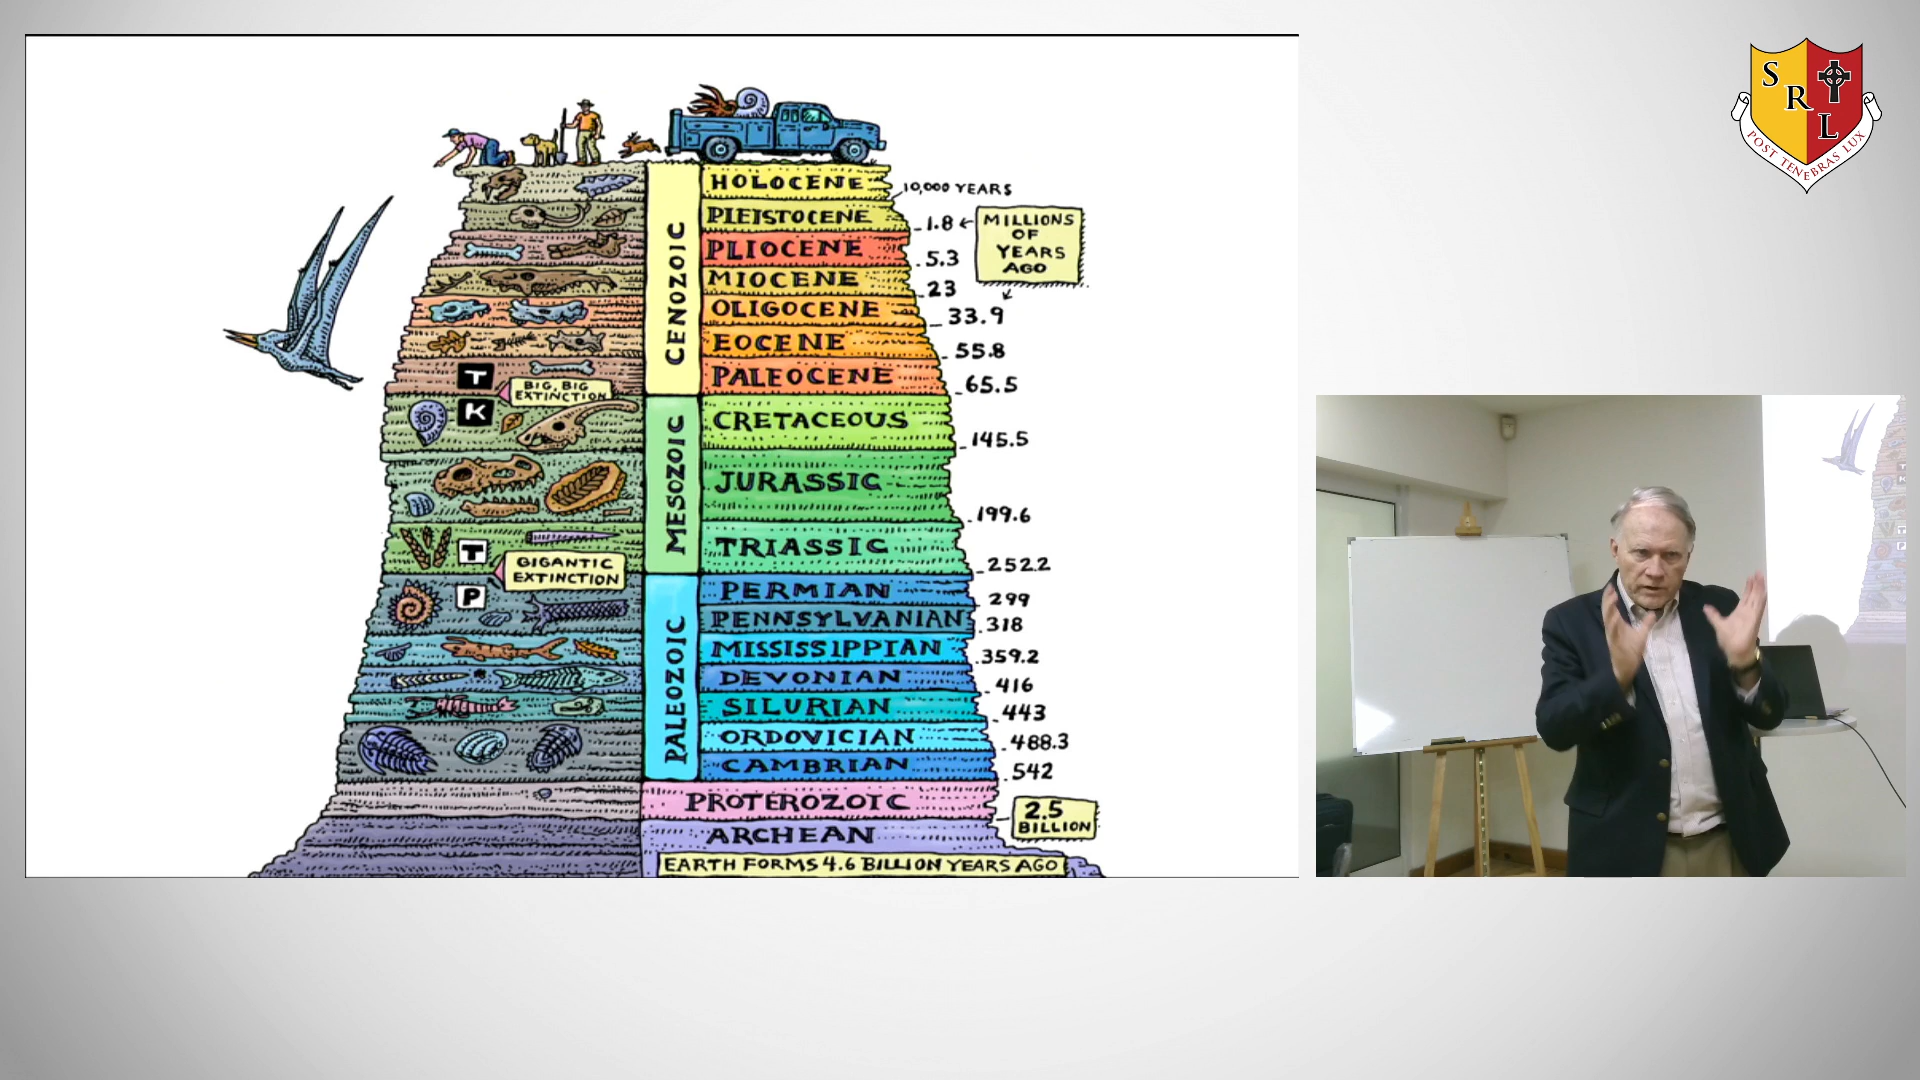 HOLOCENE
10,000 YEARS
PLEISTOCENE
1.8
MILLIONS
OF
YEARS
AGO
PLIOCENE
5.3
MIOCENE
23
OLIGOCENE
33.9
EOCENE
55.8
PALEOCENE
65.5
CENOZOIC
T
BIG, BIG
EXTINCTION
K
CRETACEOUS
145.5
JURASSIC
199.6
TRIASSIC
252.2
MESOZOIC
T
GIGANTIC
EXTINCTION
P
PERMIAN
299
PENNSYLVANIAN
318
MISSISSIPPIAN
359.2
DEVONIAN
416
SILURIAN
443
ORDOVICIAN
488.3
CAMBRIAN
542
PALEOZOIC
PROTEROZOIC
2.5
BILLION
ARCHEAN
EARTH FORMS 4.6 BILLION YEARS AGO
S
R
L
POST TENEBRAS LUX